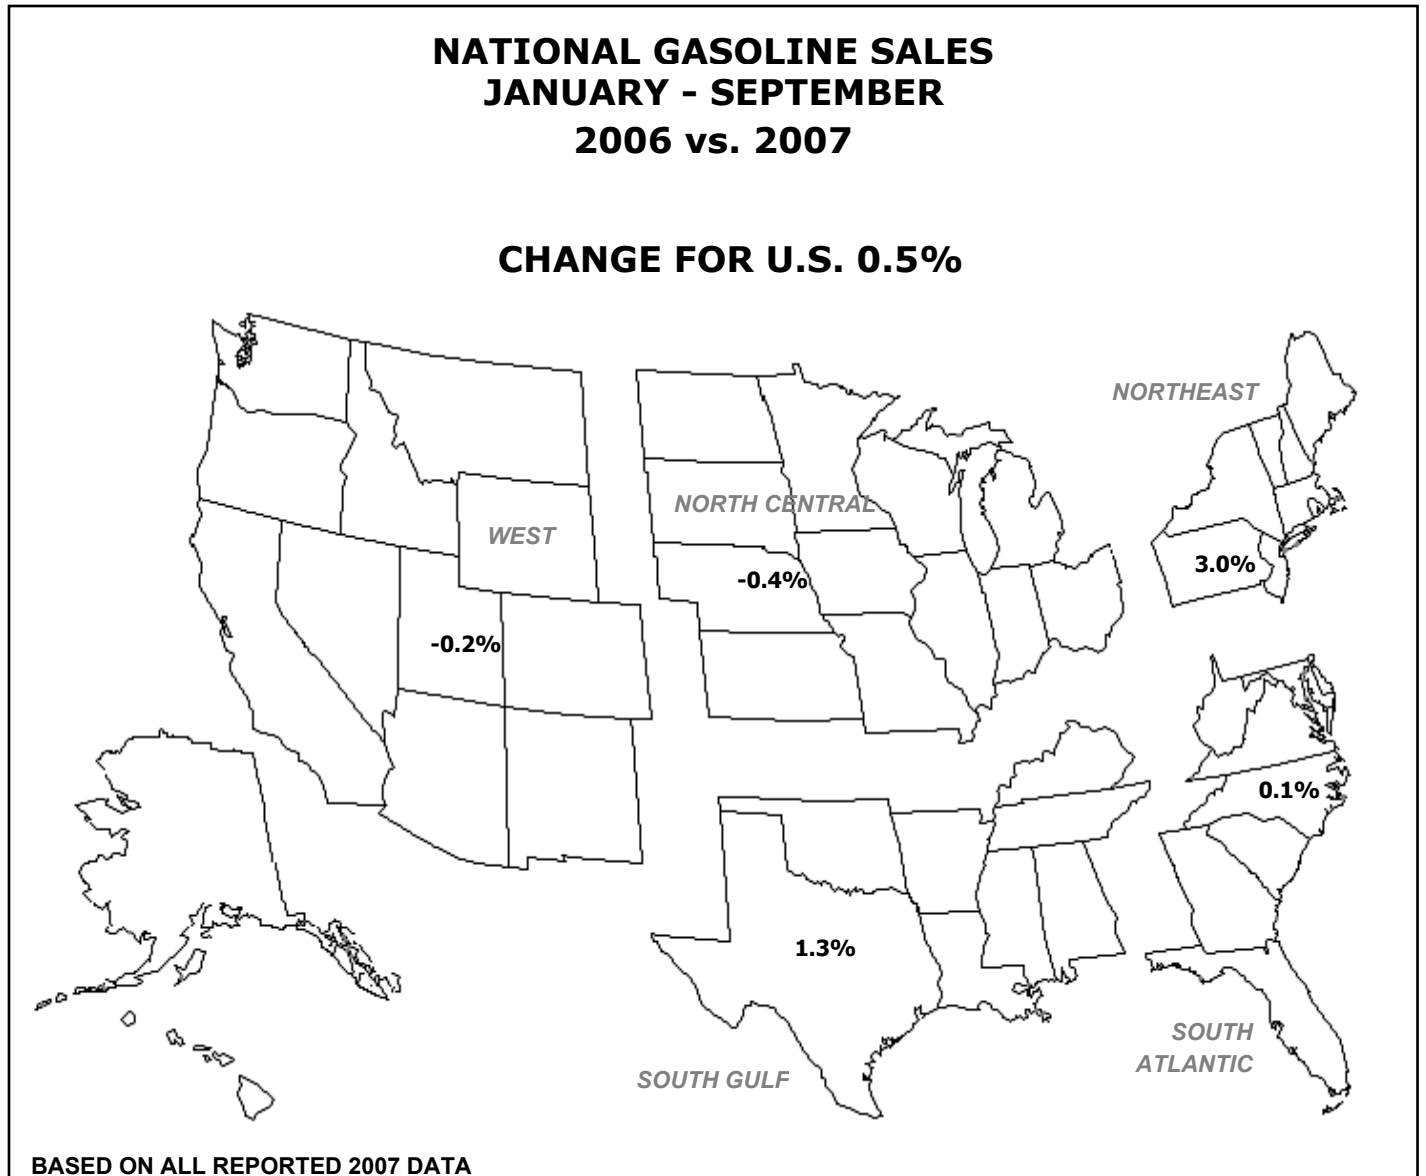 NATIONAL GASOLINE SALES
JANUARY - SEPTEMBER
2006 vs. 2007
CHANGE FOR U.S. 0.5%
NORTHEAST
NORTH CENTRAL
WEST
3.0%
-0.4%
-0.2%
0.1%
1.3%
SOUTH
ATLANTIC
SOUTH GULF
BASED ON ALL REPORTED 2007 DATA